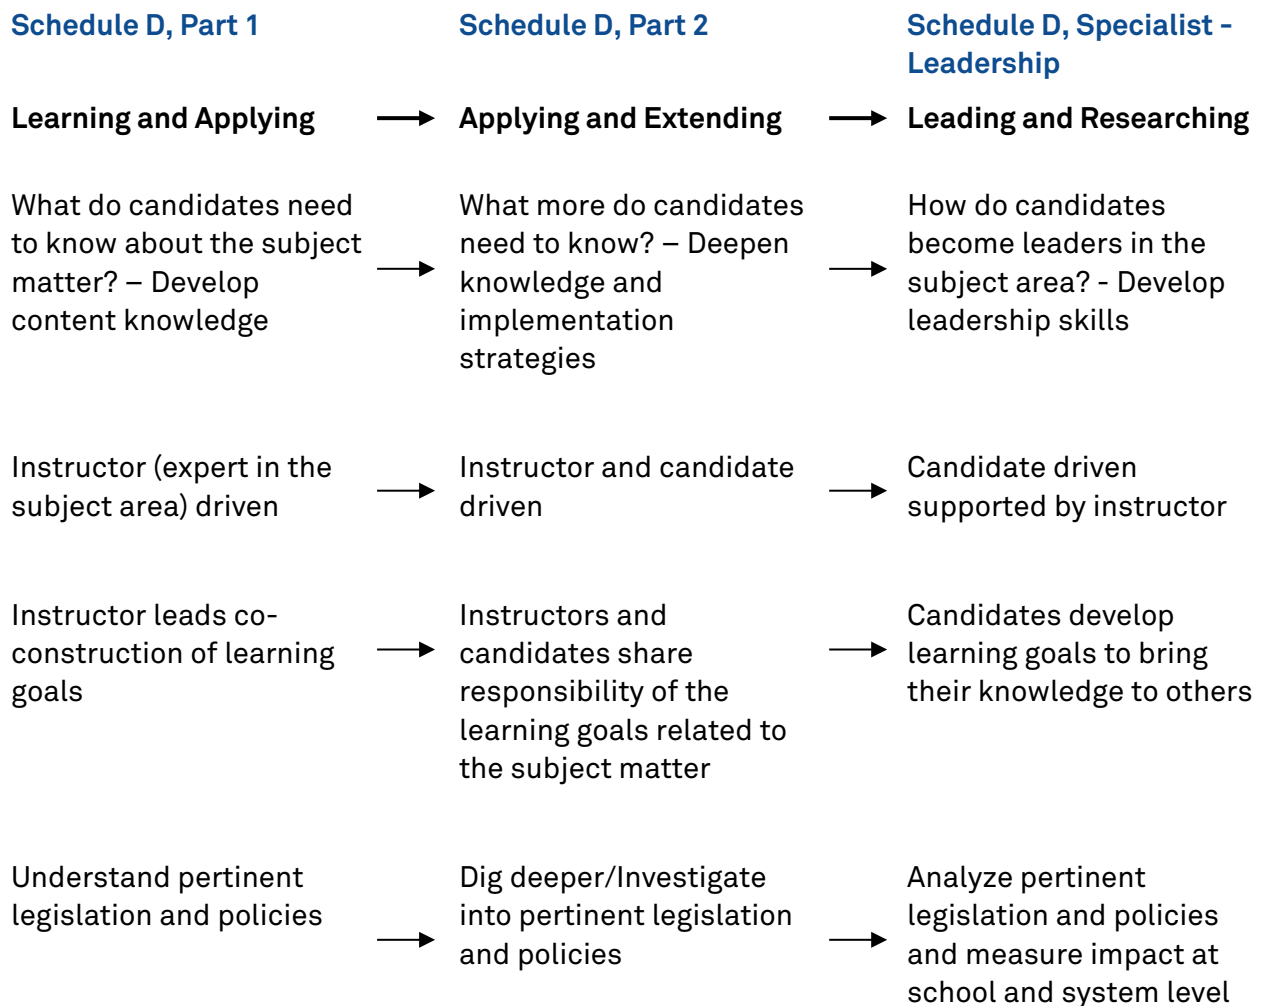 Schedule D, Part 1
Schedule D, Part 2
Schedule D, Specialist -
Leadership
Learning and Applying
Applying and Extending
Leading and Researching
What do candidates need
to know about the subject
matter? – Develop
content knowledge
What more do candidates
need to know? – Deepen
knowledge and
implementation
strategies
How do candidates
become leaders in the
subject area? - Develop
leadership skills
Instructor (expert in the
subject area) driven
Instructor and candidate
driven
Candidate driven
supported by instructor
Instructor leads co-
construction of learning
goals
Instructors and
candidates share
responsibility of the
learning goals related to
the subject matter
Candidates develop
learning goals to bring
their knowledge to others
Understand pertinent
legislation and policies
Dig deeper/Investigate
into pertinent legislation
and policies
Analyze pertinent
legislation and policies
and measure impact at
school and system level